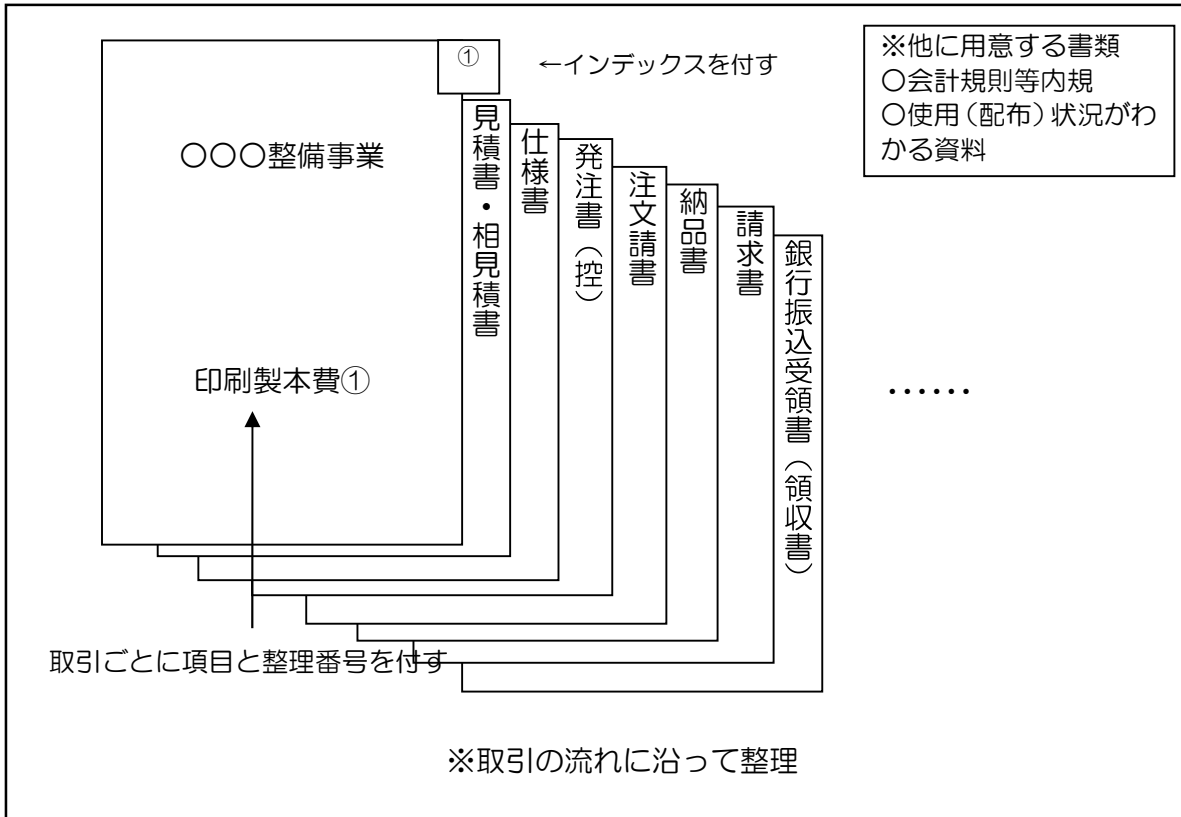 ①
←インデックスを付す
※他に用意する書類
〇会計規則等内規
〇使用（配布）状況がわ
かる資料
〇〇〇整備事業
印刷製本費①
見積書・相見積書
仕様書
発注書（控）
注文請書
納品書
請求書
銀行振込受領書（領収書）
……
取引ごとに項目と整理番号を付す
※取引の流れに沿って整理